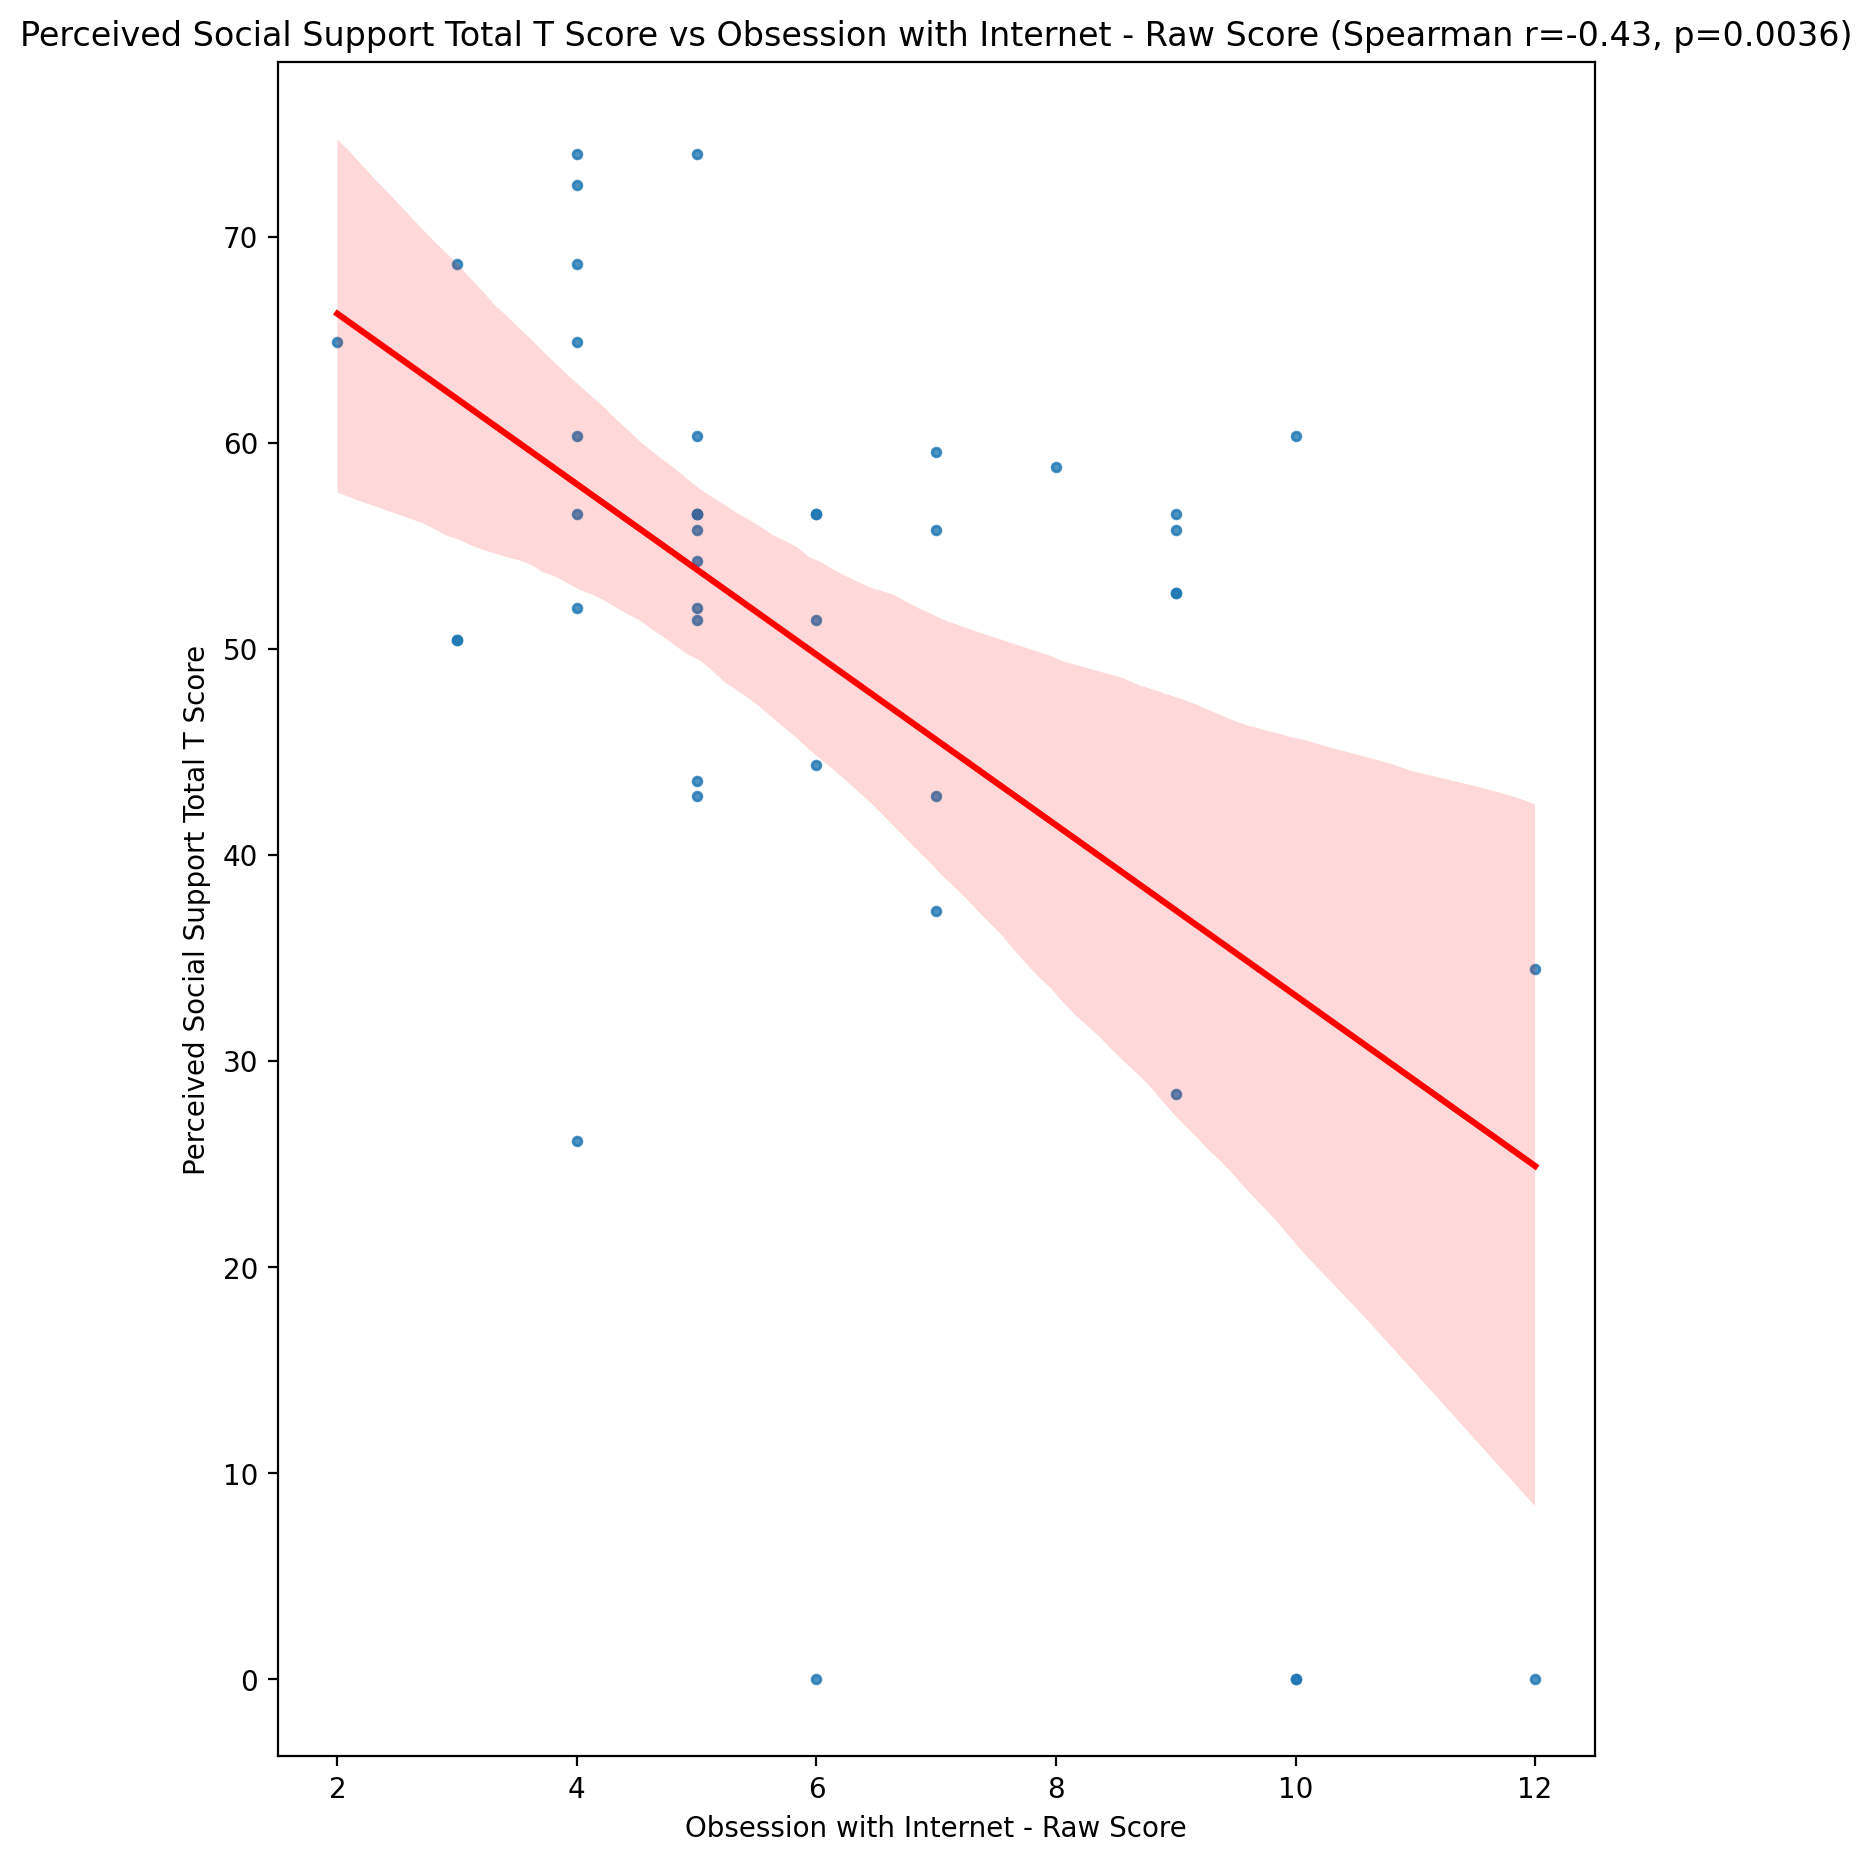 Perceived Social Support Total T Score vs Obsession with Internet - Raw Score (Spearman r=-0.43, p=0.0036)
Perceived Social Support Total T Score
70
60
50
40
30
20
10
0
2 4 6 8 10 12
Obsession with Internet - Raw Score